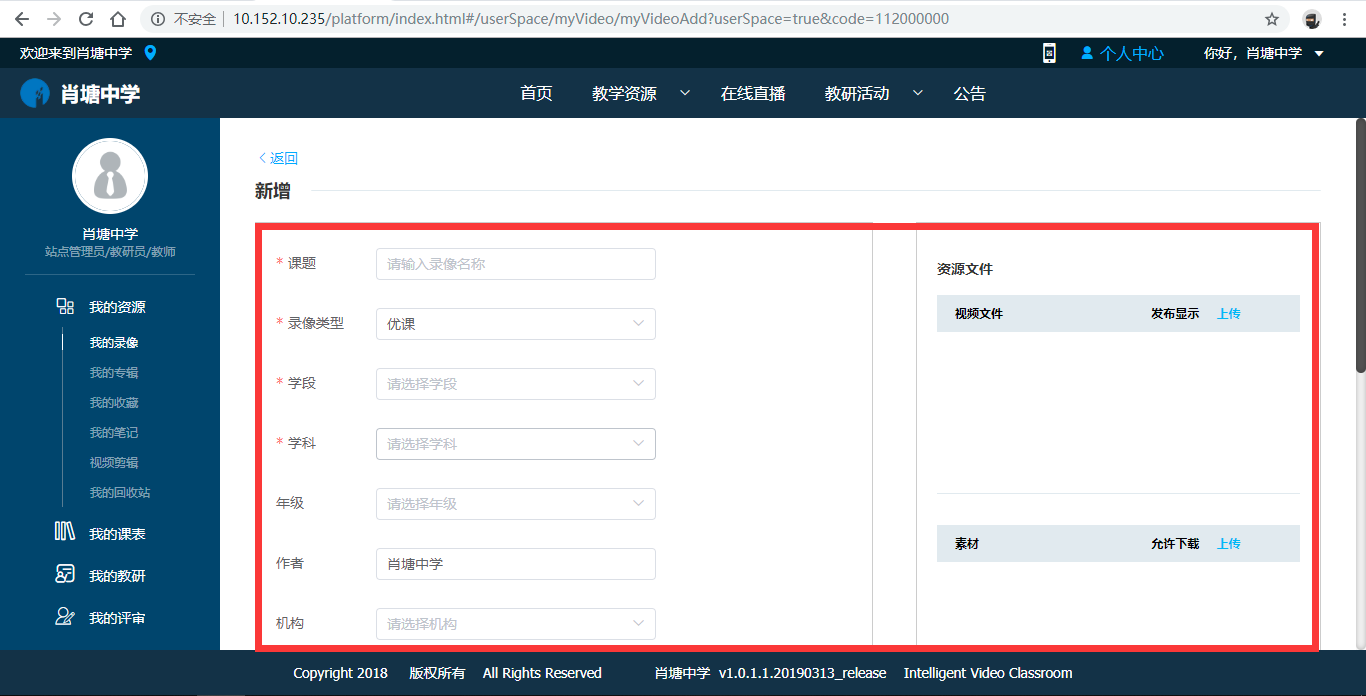 不安全 | 10.152.10.235/platform/index.html#/userSpace/myVideo/myVideoAdd?userSpace=true&code=112000000
欢迎来到肖塘中学 个人中心 你好，肖塘中学
肖塘中学 首页 教学资源 在线直播 教研活动 公告
肖塘中学
站点管理员/教研员/教师
我的资源
我的录像
我的专辑
我的收藏
我的笔记
视频剪辑
我的回收站
我的课表
我的教研
我的评审
返回
新增
* 课题 请输入录像名称
* 录像类型 优课
* 学段 请选择学段
* 学科 请选择学科
年级 请选择年级
作者 肖塘中学
机构 请选择机构
资源文件
视频文件 发布显示 上传
素材 允许下载 上传
Copyright 2018 版权所有 All Rights Reserved 肖塘中学 v1.0.1.1.20190313_release Intelligent Video Classroom